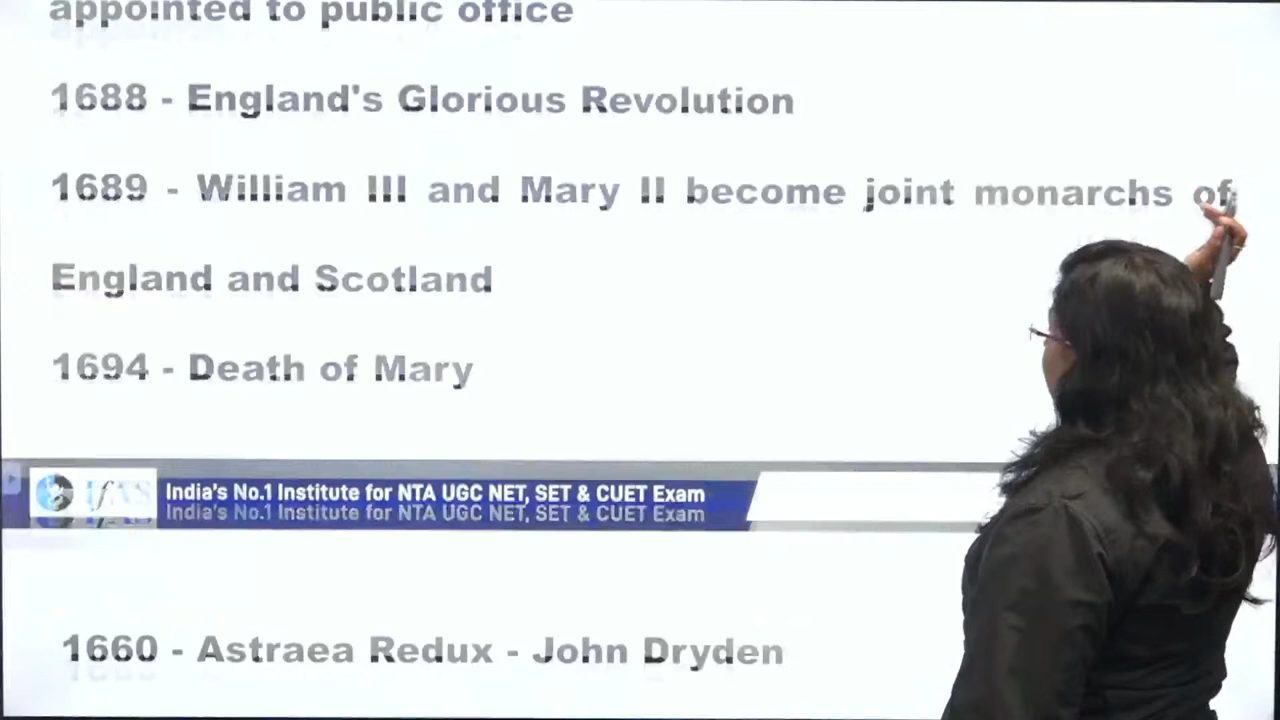 appointed to public office
1688 - England's Glorious Revolution
1689 - William III and Mary II become joint monarchs of
England and Scotland
1694 - Death of Mary
IFAS
India's No.1 Institute for NTA UGC NET, SET & CUET Exam
India's No.1 Institute for NTA UGC NET, SET & CUET Exam
1660 - Astraea Redux - John Dryden